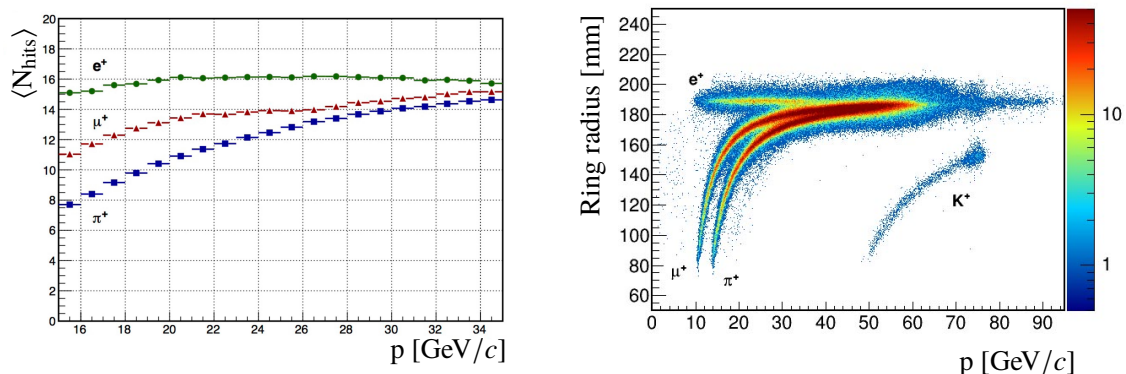 ⟨N_hits⟩
20
18
16
14
12
10
8
6
4
2
0
e⁺
μ⁺
π⁺
16 18 20 22 24 26 28 30 32 34
p [GeV/c]
Ring radius [mm]
240
220
200
180
160
140
120
100
80
60
e⁺
K⁺
μ⁺ π⁺
0 10 20 30 40 50 60 70 80 90
p [GeV/c]
10
1